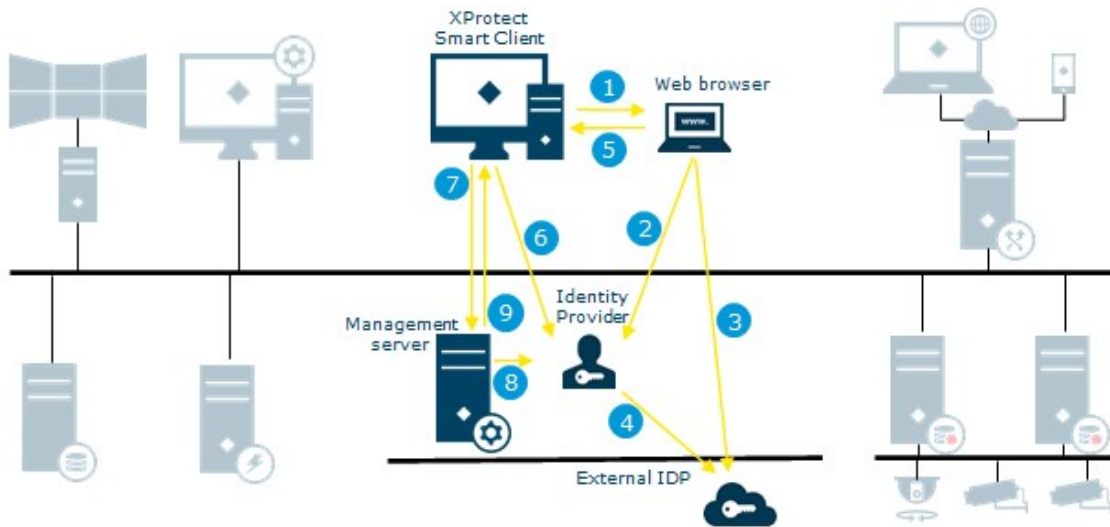 XProtect
Smart Client
Web browser
www.
1
5
7
6
2
9
3
8
4
Identity
Provider
Management
server
External IDP